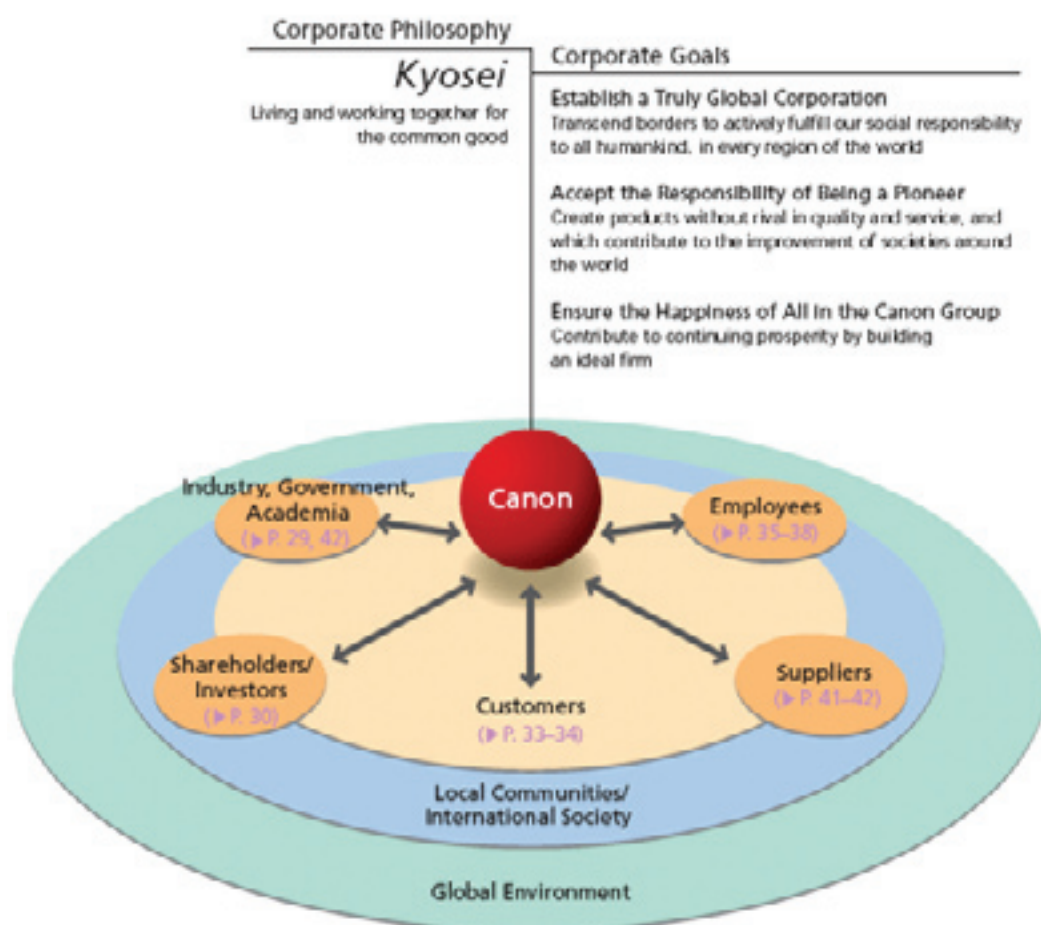 Corporate Philosophy
Kyosei
Living and working together for
the common good
Corporate Goals
Establish a Truly Global Corporation
Transcend borders to actively fulfill our social responsibility
to all humankind, in every region of the world
Accept the Responsibility of Being a Pioneer
Create products without rival in quality and service, and
which contribute to the improvement of societies around
the world
Ensure the Happiness of All in the Canon Group
Contribute to continuing prosperity by building
an ideal firm
Canon
Industry, Government,
Academia
(▶ P. 29, 42)
Employees
(▶ P. 35–38)
Shareholders/
Investors
(▶ P. 30)
Customers
(▶ P. 33–34)
Suppliers
(▶ P. 41–42)
Local Communities/
International Society
Global Environment